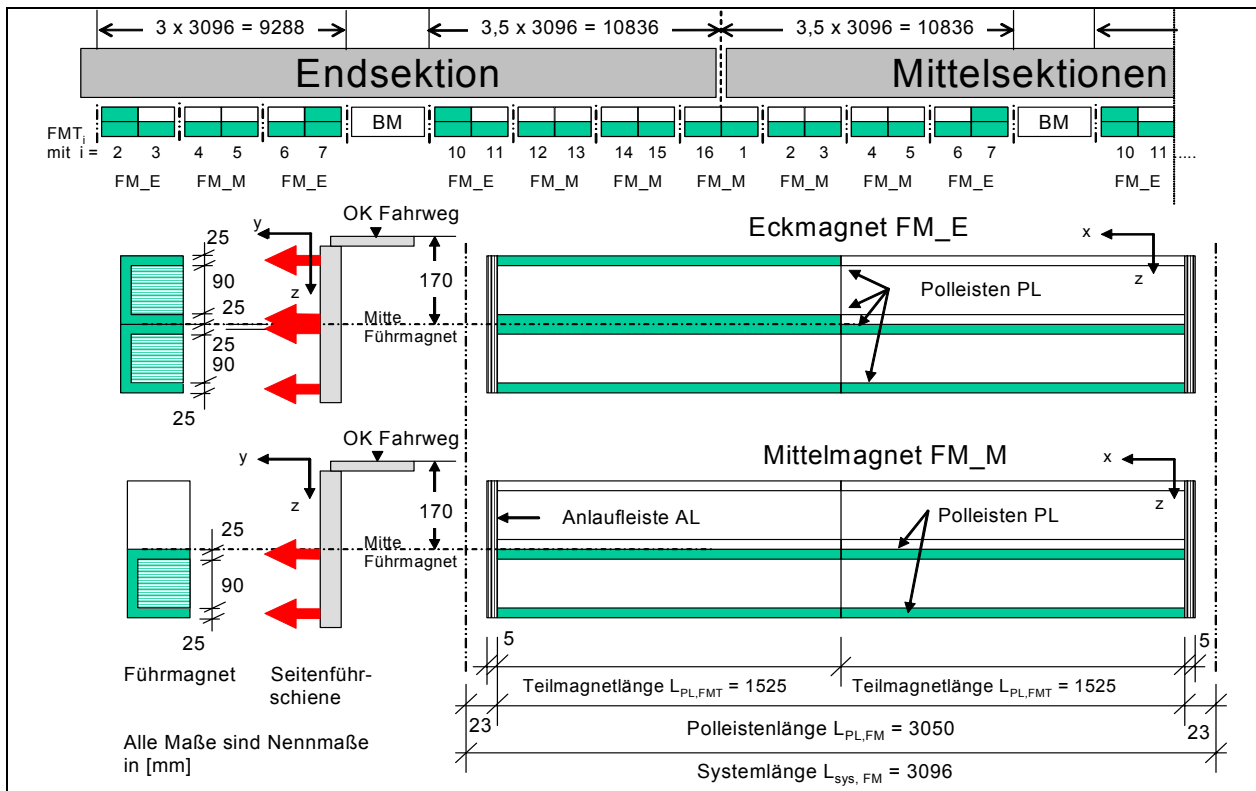 3 x 3096 = 9288 3,5 x 3096 = 10836 3,5 x 3096 = 10836
Endsektion Mittelsektionen
BM BM
FMTi
mit i = 2 3 4 5 6 7 10 11 12 13 14 15 16 1 2 3 4 5 6 7 10 11 .....
FM_E FM_M FM_E FM_E FM_M FM_M FM_M FM_M FM_M FM_E FM_E
OK Fahrweg
Eckmagnet FM_E
y
z
x
z
25
90
25
25
90
25
170
Mitte
Führmagnet
Polleisten PL
OK Fahrweg
Mittelmagnet FM_M
y
z
x
z
25
90
25
170
Mitte
Führmagnet
Anlaufleiste AL
Polleisten PL
Führmagnet
Seitenführ-
schiene
5 5
Teilmagnetlänge LPL,FMT = 1525 Teilmagnetlänge LPL,FMT = 1525
23 Polleistenlänge LPL,FM = 3050 23
Systemlänge Lsys, FM = 3096
Alle Maße sind Nennmaße
in [mm]